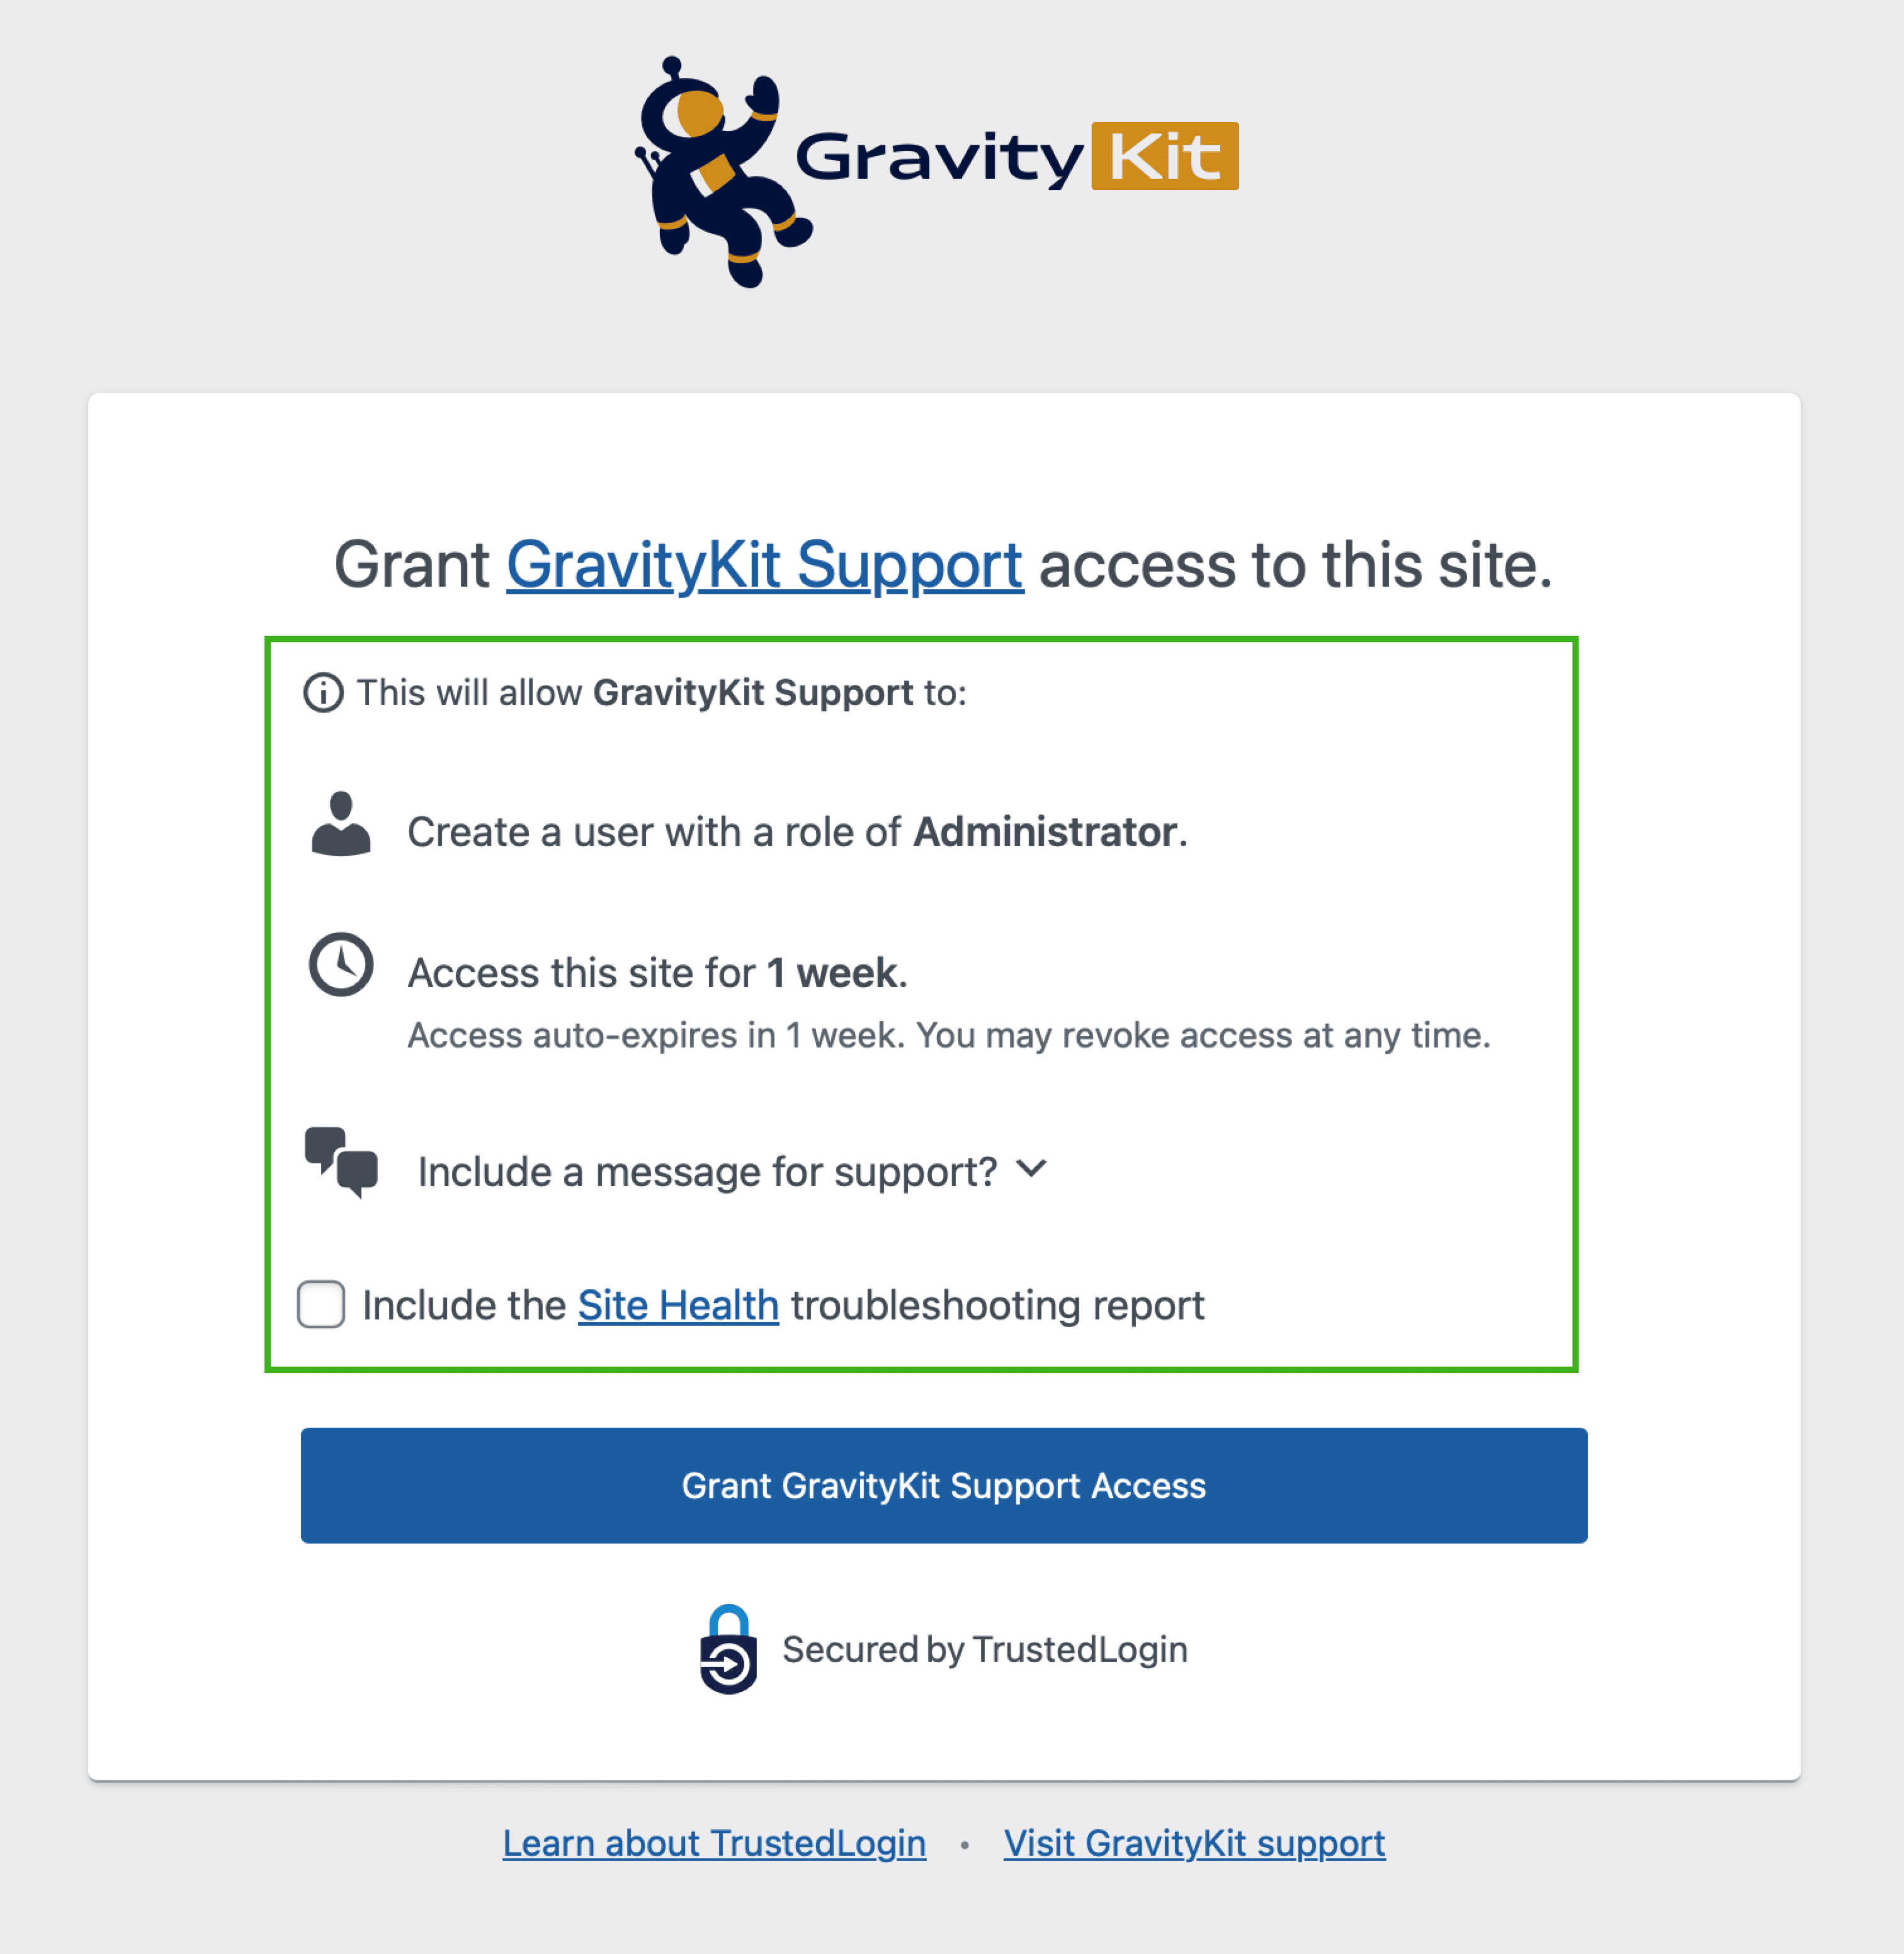 Gravity Kit
Grant GravityKit Support access to this site.
This will allow GravityKit Support to:
Create a user with a role of Administrator.
Access this site for 1 week.
Access auto-expires in 1 week. You may revoke access at any time.
Include a message for support?
Include the Site Health troubleshooting report
Grant GravityKit Support Access
Secured by TrustedLogin
Learn about TrustedLogin • Visit GravityKit support